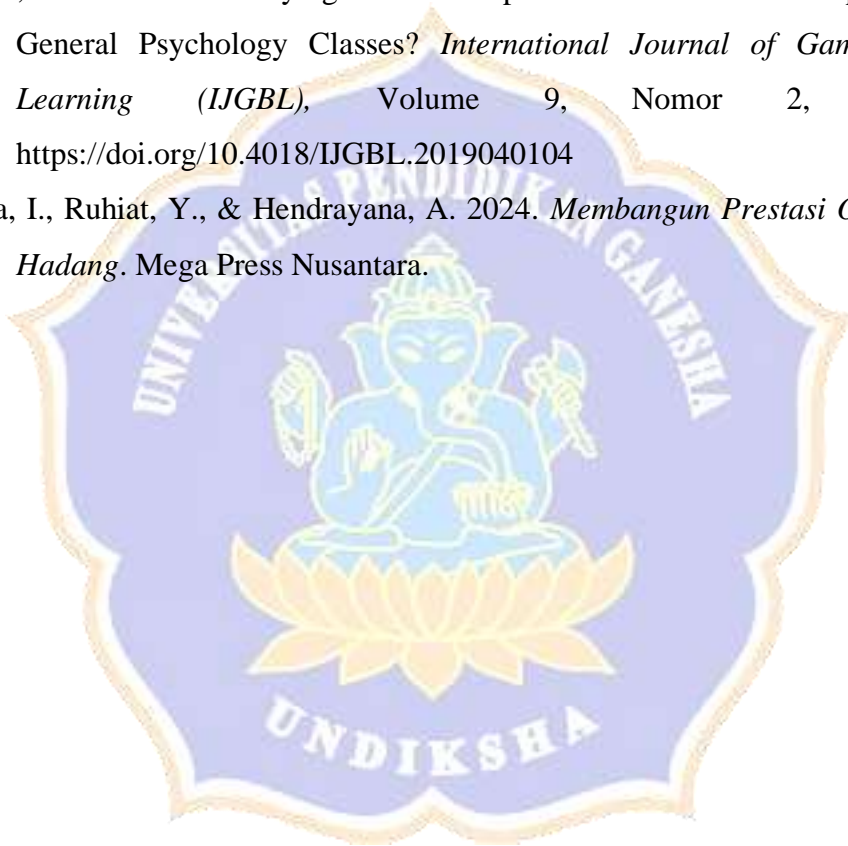 General Psychology Classes? International Journal of Gam
Learning (IJGBL), Volume 9, Nomor 2,
https://doi.org/10.4018/IJGBL.2019040104
a, I., Ruhiat, Y., & Hendrayana, A. 2024. Membangun Prestasi
Hadang. Mega Press Nusantara.
UNIVERSITAS PENDIDIKAN GANESHA
UNDIKSHA